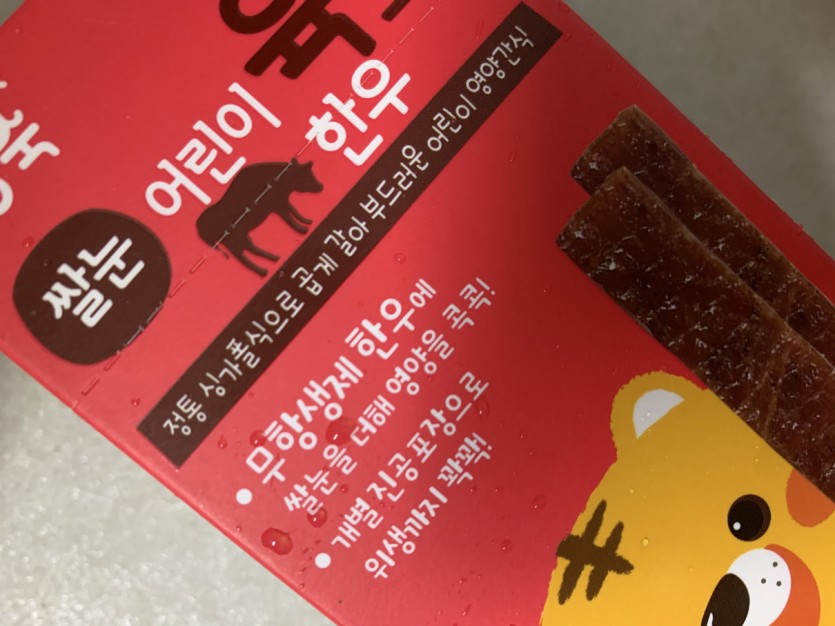 쌀눈
어린이
한우
정통 싱가폴식으로 곱게 갈아 부드러운 어린이 영양간식
• 무항생제 한우에
쌀눈을 더해 영양을 콕콕!
• 개별 진공포장으로
위생까지 꽉꽉!